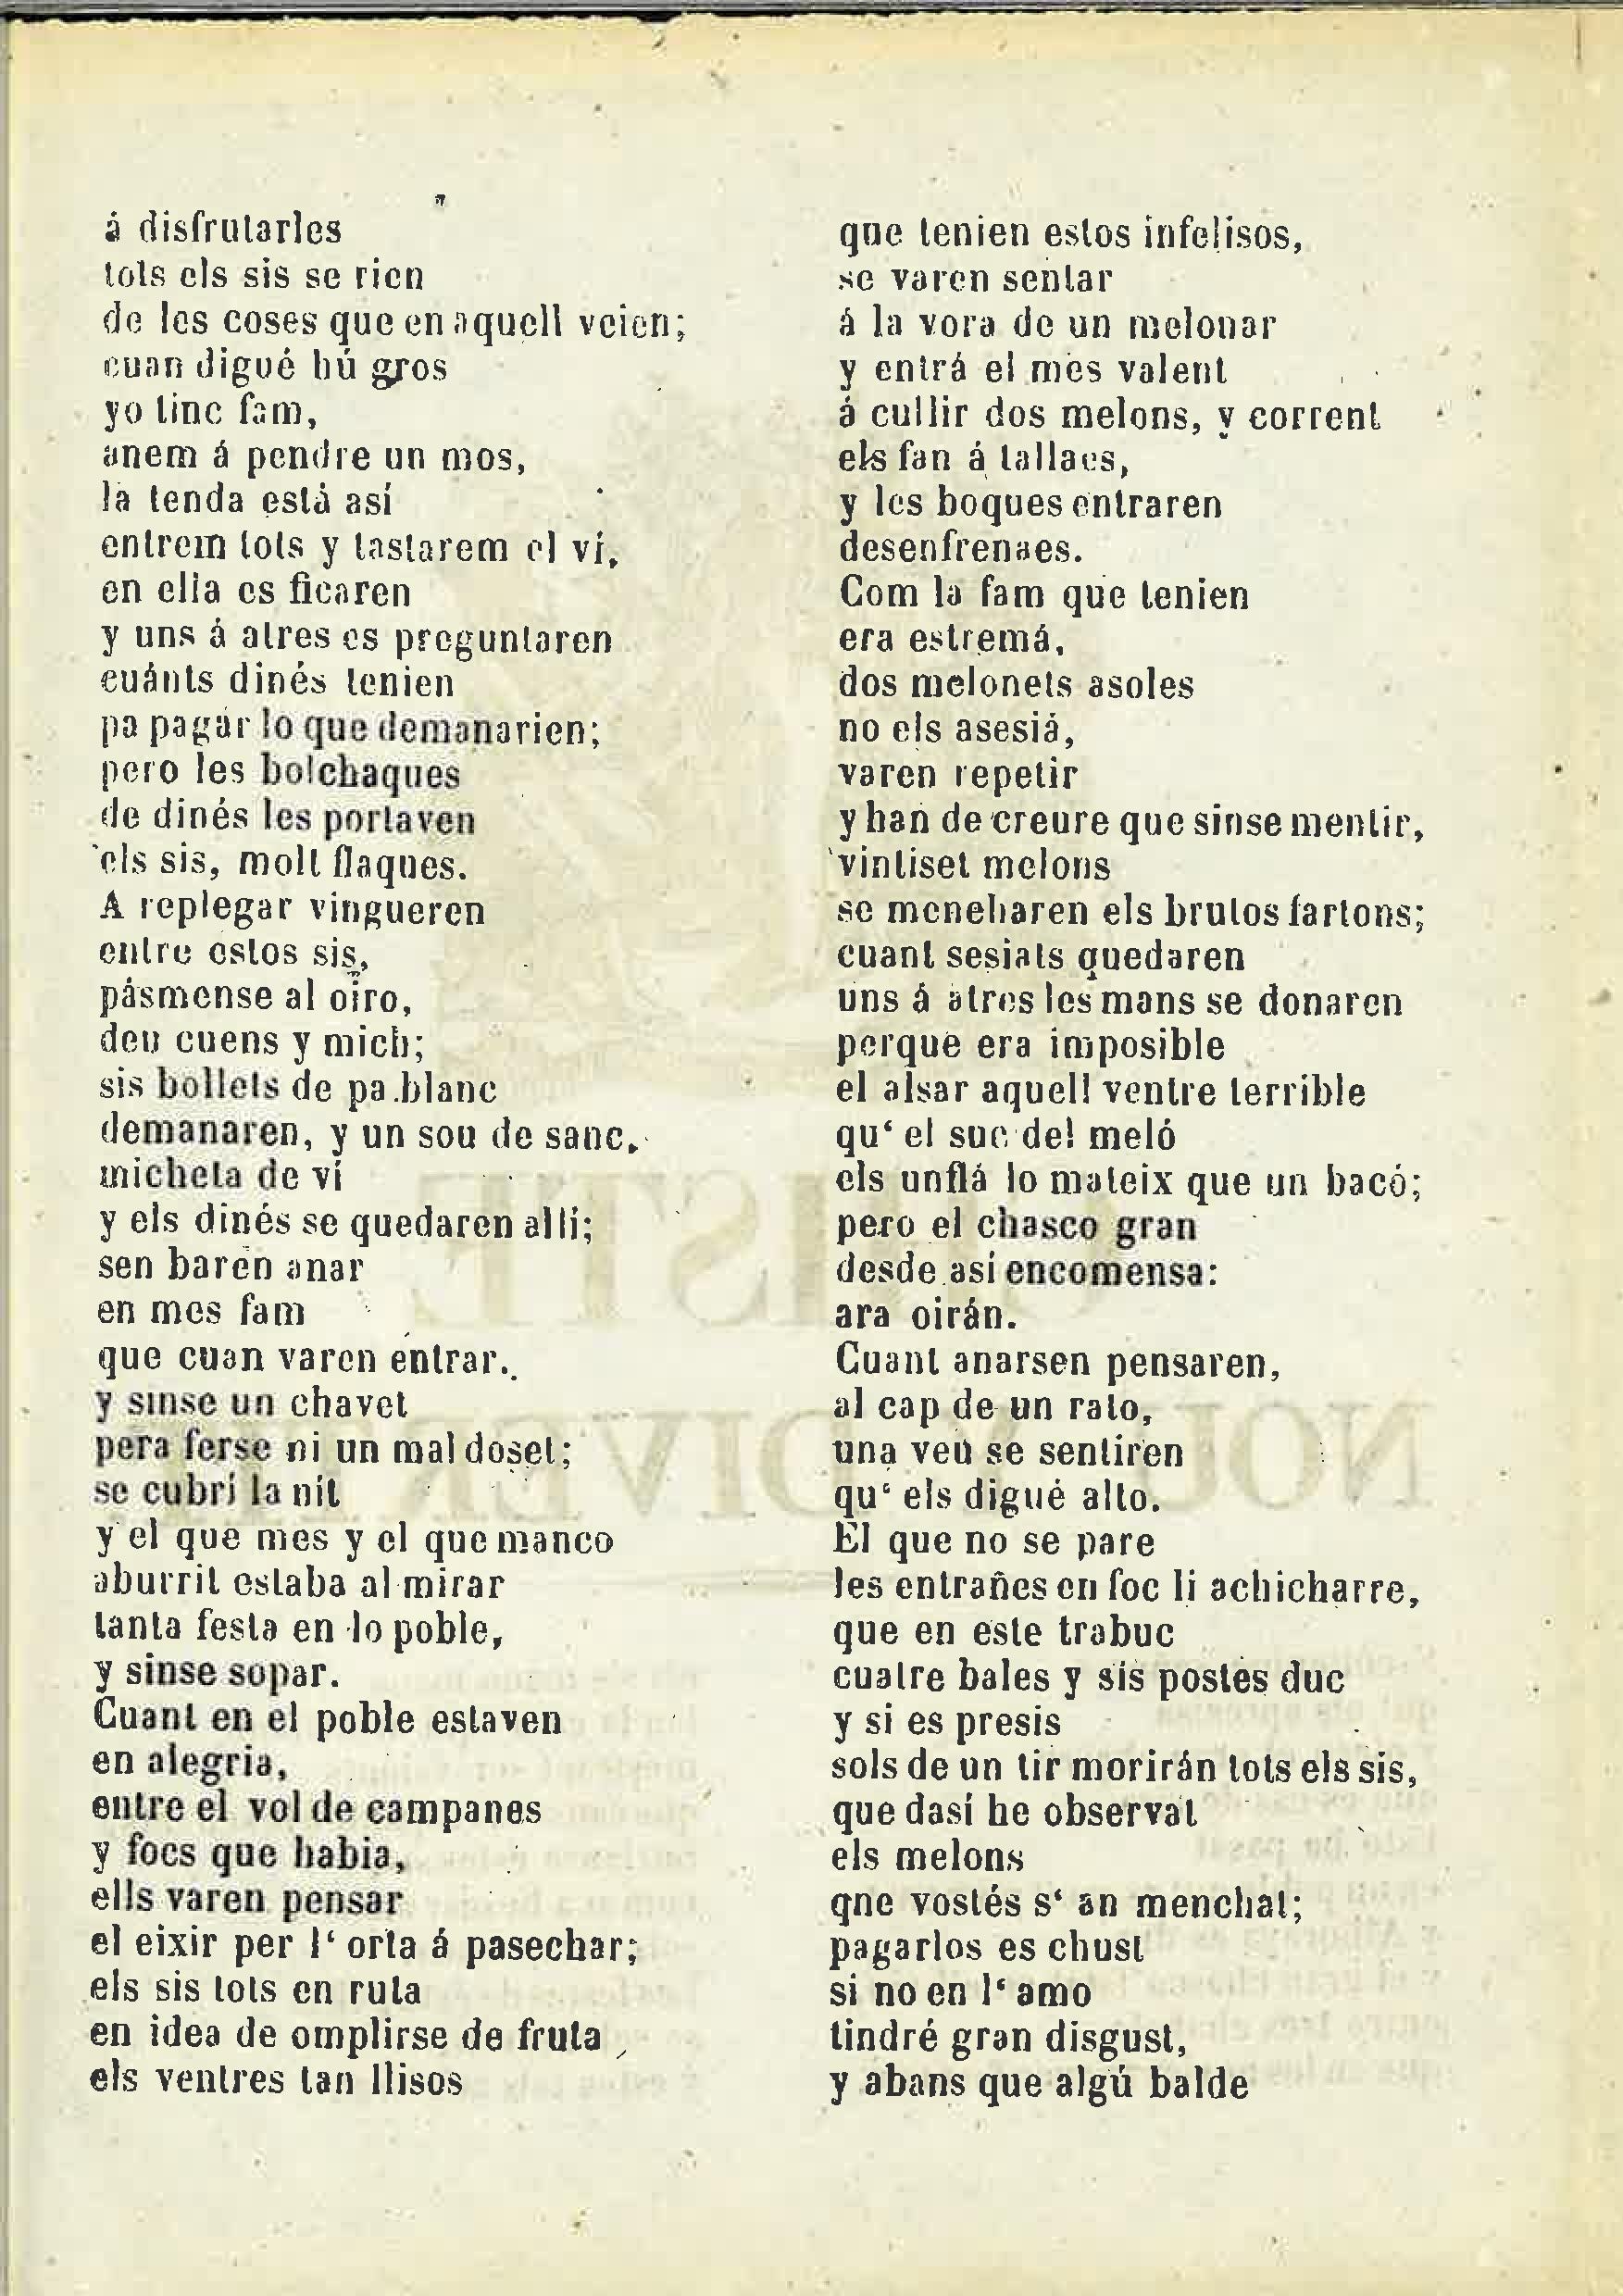 á disfrutarles
tots els sis se rien
de les coses que en aquell veien;
cuan digué hú gros
yo tinc fam,
anem á pendre un mos,
la tenda está así
entrem tots y tastarem el ví,
en ella es ficaren
y uns á atres es preguntaren
cuánts dinés tenien
pa pagar lo que demanarien;
pero les bolchaques
de dinés les portaven
els sis, molt flaques.
A replegar vingueren
entre estos sis,
pásmense al oiro,
deu cuens y mich;
sis bollets de pa blanc
demanaren, y un sou de sanc,
micheta de ví
y els dinés se quedaren allí;
sen baren anar
en mes fam
que cuan varen entrar.
y sinse un chavet
pera ferse ni un mal doset;
se cubrí la nit
y el que mes y el que manco
aburrit estaba al mirar
tanta festa en lo poble,
y sinse sopar.
Cuant en el poble estaven
en alegria,
entre el vol de campanes
y focs que habia,
ells varen pensar
el eixir per l‘ orta á pasechar;
els sis tots en ruta
en idea de omplirse de fruta
els ventres tan llisos
qne tenien estos infelisos,
se varen sentar
á la vora de un melonar
y entrá el mes valent
á cullir dos melons, y corrent
els fan á tallaes,
y les boques entraren
desenfrenaes.
Com la fam que tenien
era estremá,
dos melonets asoles
no els asesiá,
varen repetir
y han de creure que sinse mentir,
vintiset melons
se meneharen els brutos fartons;
cuant sesiats quedaren
uns á atres les mans se donaren
perque era imposible
el alsar aquell ventre terrible
qu‘ el suc del meló
els unflá lo mateix que un bacó;
pero el chasco gran
desde así encomensa:
ara oirán.
Cuant anarsen pensaren,
al cap de un rato,
una veu se sentiren
qu‘ els digué alto.
El que no se pare
les entrañes en foc li achicharre,
que en este trabuc
cuatre bales y sis postes duc
y si es presis
sols de un tir morirán tots els sis,
que dasí he observat
els melons
qne vostés s‘ an menchat;
pagarlos es chust
si no en l‘ amo
tindré gran disgust,
y abans que algú balde